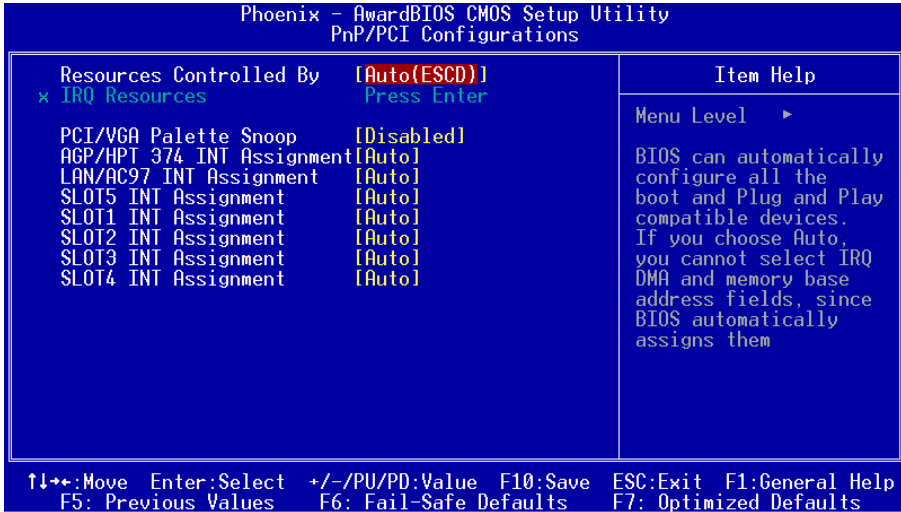 Phoenix - AwardBIOS CMOS Setup Utility
PnP/PCI Configurations
Resources Controlled By [Auto(ESCD)]
x IRQ Resources Press Enter
PCI/VGA Palette Snoop [Disabled]
AGP/HPT 374 INT Assignment[Auto]
LAN/AC97 INT Assignment [Auto]
SLOT5 INT Assignment [Auto]
SLOT1 INT Assignment [Auto]
SLOT2 INT Assignment [Auto]
SLOT3 INT Assignment [Auto]
SLOT4 INT Assignment [Auto]
Item Help
Menu Level ►
BIOS can automatically
configure all the
boot and Plug and Play
compatible devices.
If you choose Auto,
you cannot select IRQ
DMA and memory base
address fields, since
BIOS automatically
assigns them
↑↓→←:Move Enter:Select +/-/PU/PD:Value F10:Save ESC:Exit F1:General Help
F5: Previous Values F6: Fail-Safe Defaults F7: Optimized Defaults